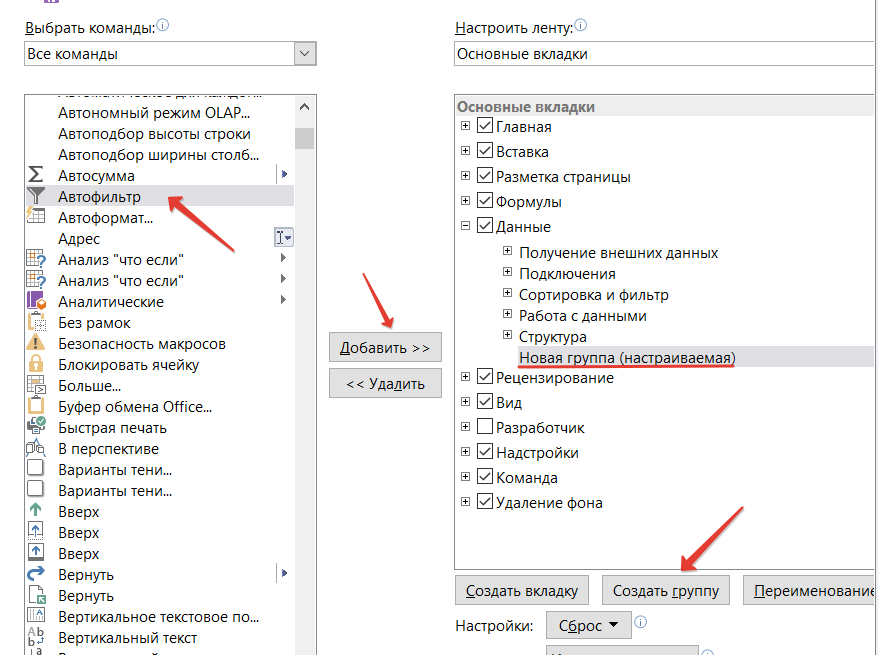 Выбрать команды:
Все команды
Автономный режим OLAP...
Автоподбор высоты строки
Автоподбор ширины столб...
Автосумма
Автофильтр
Автоформат...
Адрес
Анализ "что если"
Анализ "что если"
Аналитические
Без рамок
Безопасность макросов
Блокировать ячейку
Больше...
Буфер обмена Office...
Быстрая печать
В перспективе
Варианты тени...
Варианты тени...
Вверх
Вверх
Вверх
Вернуть
Вернуть
Вертикальное текстовое по...
Вертикальный текст
Добавить >>
<< Удалить
Настроить ленту:
Основные вкладки
Основные вкладки
Главная
Вставка
Разметка страницы
Формулы
Данные
Получение внешних данных
Подключения
Сортировка и фильтр
Работа с данными
Структура
Новая группа (настраиваемая)
Рецензирование
Вид
Разработчик
Надстройки
Команда
Удаление фона
Создать вкладку
Создать группу
Переименование
Настройки:
Сброс